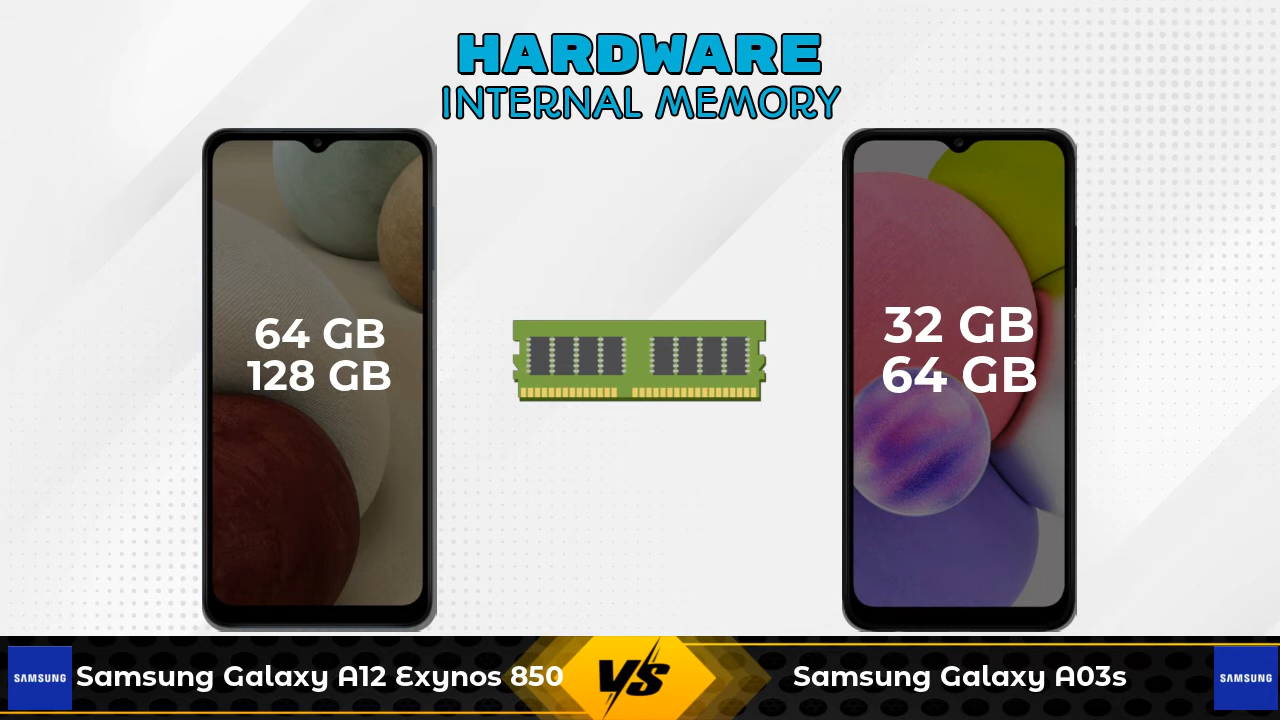 HARDWARE
INTERNAL MEMORY
64 GB
128 GB
32 GB
64 GB
SAMSUNG
Samsung Galaxy A12 Exynos 850
VS
Samsung Galaxy A03s
SAMSUNG